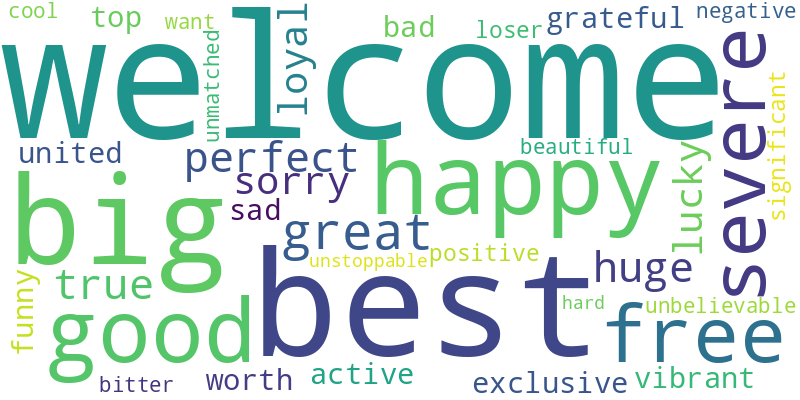 cool
top
want
unmatched
welcome
loyal
bad
loser
grateful
negative
severe
significant
united
perfect
sorry
sad
happy
beautiful
lucky
big
great
unstoppable
positive
huge
funny
true
good
best
hard
unbelievable
free
bitter
worth
active
exclusive
vibrant